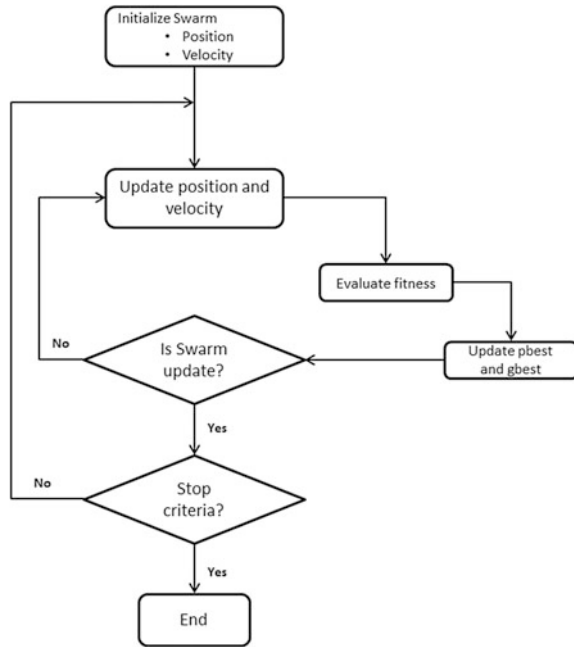 Initialize Swarm
• Position
• Velocity
Update position and
velocity
Evaluate fitness
Update pbest
and gbest
Is Swarm
update?
No
Yes
Stop
criteria?
No
Yes
End